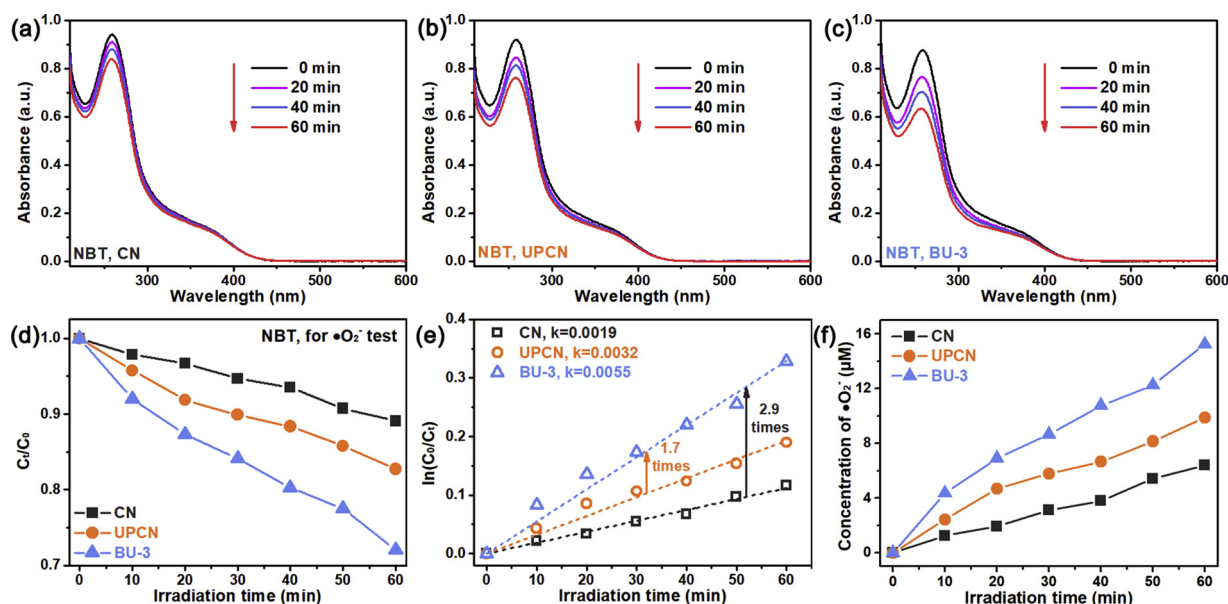 (a)
1.0
0.8
0.6
0.4
0.2
0.0
Absorbance (a.u.)
0 min
20 min
40 min
60 min
NBT, CN
300
400
500
600
Wavelength (nm)
(b)
1.0
0.8
0.6
0.4
0.2
0.0
Absorbance (a.u.)
0 min
20 min
40 min
60 min
NBT, UPCN
300
400
500
600
Wavelength (nm)
(c)
1.0
0.8
0.6
0.4
0.2
0.0
Absorbance (a.u.)
0 min
20 min
40 min
60 min
NBT, BU-3
300
400
500
600
Wavelength (nm)
(d)
NBT, for •O₂⁻ test
1.0
0.9
0.8
0.7
Cₜ/C₀
CN
UPCN
BU-3
0
10
20
30
40
50
60
Irradiation time (min)
(e)
0.4
0.3
0.2
0.1
0.0
ln(C₀/Cₜ)
CN, k=0.0019
UPCN, k=0.0032
BU-3, k=0.0055
1.7
times
2.9
times
0
10
20
30
40
50
60
Irradiation time (min)
(f)
16
12
8
4
0
Concentration of •O₂⁻ (μM)
CN
UPCN
BU-3
0
10
20
30
40
50
60
Irradiation time (min)